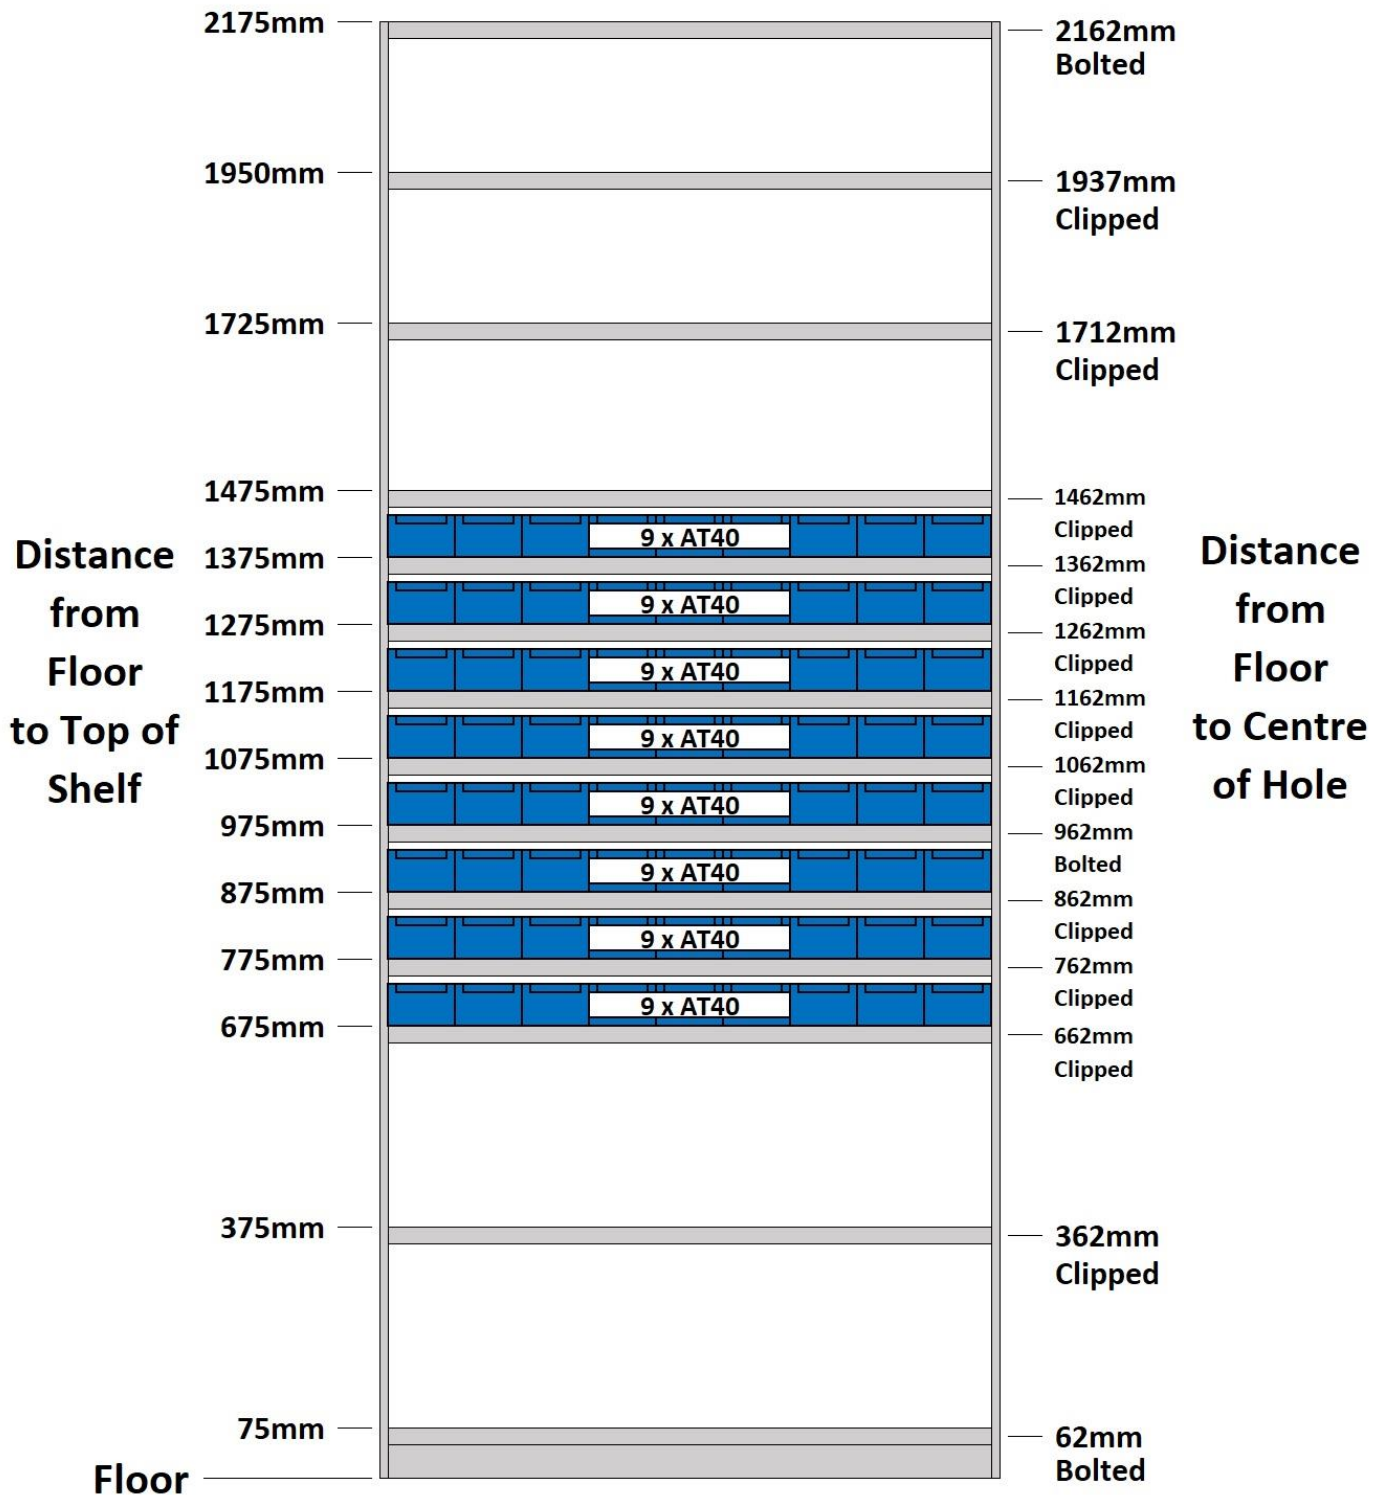 2175mm
2162mm
Bolted
1950mm
1937mm
Clipped
1725mm
1712mm
Clipped
1475mm
1462mm
Clipped
9 x AT40
1375mm
1362mm
Clipped
9 x AT40
1275mm
1262mm
Clipped
9 x AT40
1175mm
1162mm
Clipped
9 x AT40
1075mm
1062mm
Clipped
9 x AT40
975mm
962mm
Bolted
9 x AT40
875mm
862mm
Clipped
9 x AT40
775mm
762mm
Clipped
9 x AT40
675mm
662mm
Clipped
375mm
362mm
Clipped
75mm
62mm
Bolted
Floor
Distance
from
Floor
to Top of
Shelf
Distance
from
Floor
to Centre
of Hole